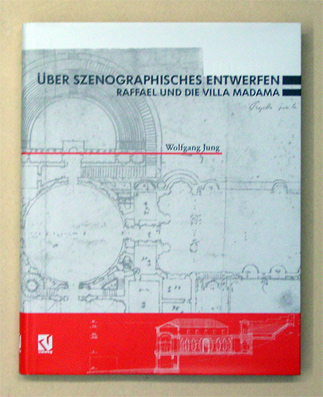 ÜBER SZENOGRAPHISCHES ENTWERFEN
RAFFAEL UND DIE VILLA MADAMA
Wolfgang Jung